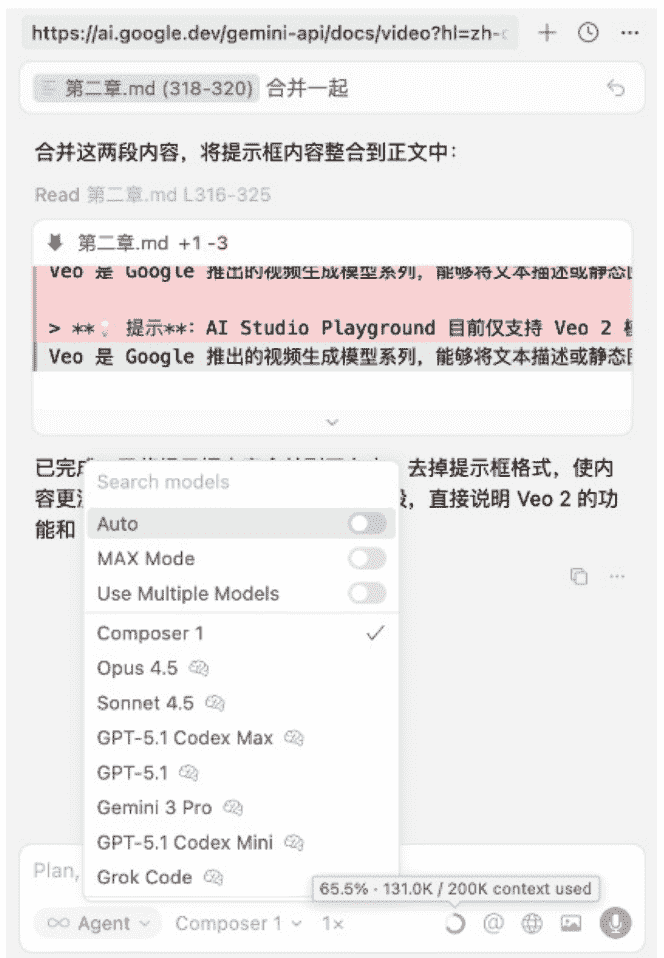 https://ai.google.dev/gemini-api/docs/video?hl=zh-c
第二章.md (318-320) 合并一起
合并这两段内容，将提示框内容整合到正文中：
Read 第二章.md L316-325
第二章.md +1 -3
Veo 是 Google 推出的视频生成模型系列，能够将文本描述或静态
> ** 提示**: AI Studio Playground 目前仅支持 Veo 2
Veo 是 Google 推出的视频生成模型系列，能够将文本描述或静态
已完成 去掉提示框格式，使内
容更 ，直接说明 Veo 2 的功
能和
Search models
Auto
MAX Mode
Use Multiple Models
Composer 1
Opus 4.5
Sonnet 4.5
GPT-5.1 Codex Max
GPT-5.1
Gemini 3 Pro
GPT-5.1 Codex Mini
Grok Code
Plan,
65.5% · 131.0K / 200K context used
Agent Composer 1 1×